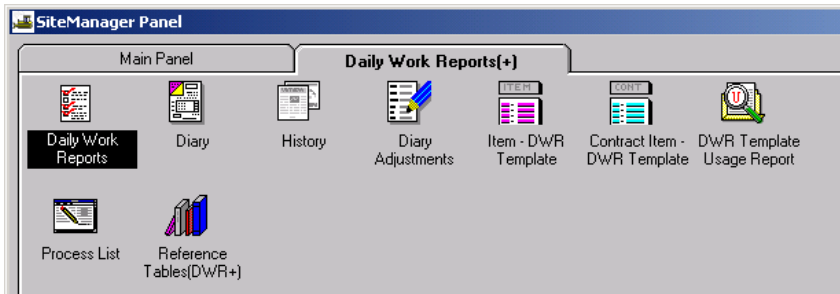 SiteManager Panel
Main Panel
Daily Work Reports(+)
ITEM
CONT
U
Daily Work
Reports
Diary
History
Diary
Adjustments
Item - DWR
Template
Contract Item -
DWR Template
DWR Template
Usage Report
Process List
Reference
Tables(DWR+)